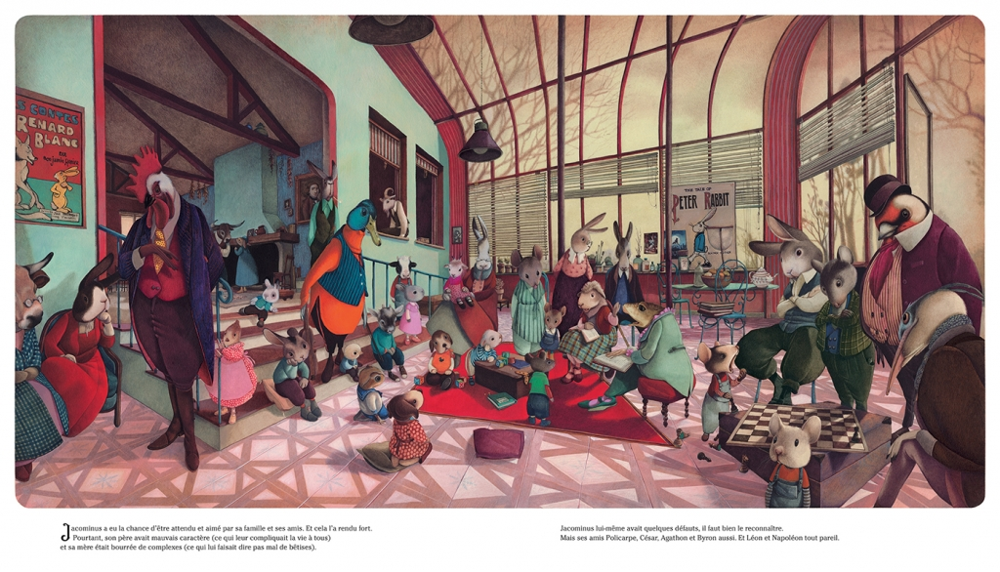 CONTES
RENARD
BLANC
PAR
THE TALE OF
PETER RABBIT
Jacominus a eu la chance d'être attendu et aimé par sa famille et ses amis. Et cela l'a rendu fort.
Pourtant, son père avait mauvais caractère (ce qui leur compliquait la vie à tous)
et sa mère était bourrée de complexes (ce qui lui faisait dire pas mal de bêtises).
Jacominus lui-même avait quelques défauts, il faut bien le reconnaître.
Mais ses amis Policarpe, César, Agathon et Byron aussi. Et Léon et Napoléon tout pareil.